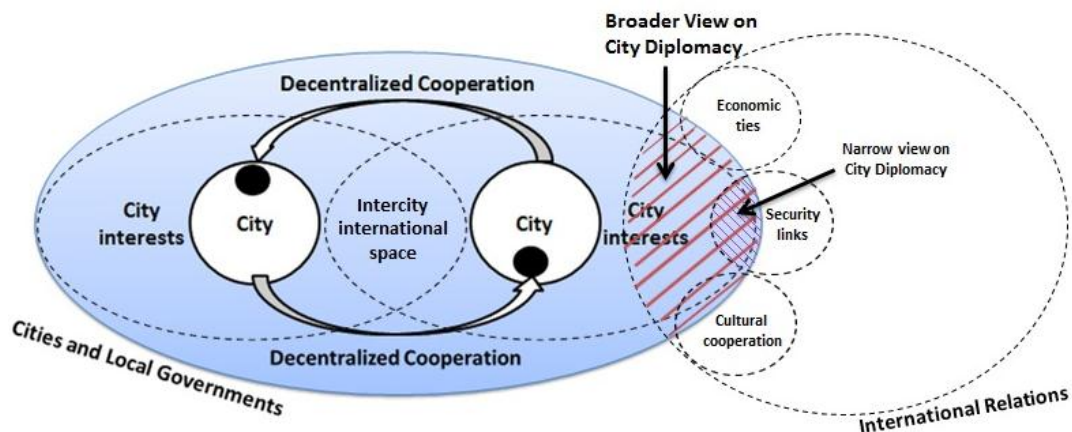 Broader View on
City Diplomacy
Decentralized Cooperation
Economic
ties
Narrow view on
City Diplomacy
City
interests
City
Intercity
international
space
City
City
interests
Security
links
Cultural
cooperation
Decentralized Cooperation
Cities and Local Governments
International Relations